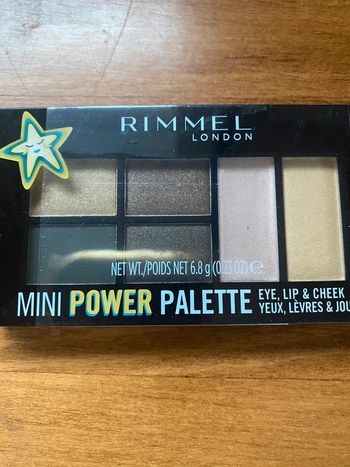 RIMMEL
LONDON
NET WT./POIDS NET 6.8 g (0.23 OZ) e
MINI POWER PALETTE
EYE, LIP & CHEEK
YEUX, LÈVRES & JOU